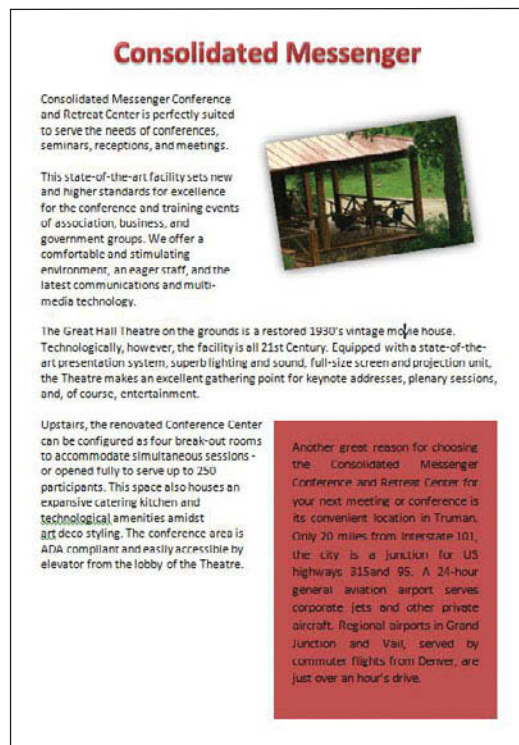 Consolidated Messenger
Consolidated Messenger Conference
and Retreat Center is perfectly suited
to serve the needs of conferences,
seminars, receptions, and meetings.
This state-of-the-art facility sets new
and higher standards for excellence
for the conference and training events
of association, business, and
government groups. We offer a
comfortable and stimulating
environment, an eager staff, and the
latest communications and multi-
media technology.
The Great Hall Theatre on the grounds is a restored 1930's vintage movie house.
Technologically, however, the facility is all 21st Century. Equipped with a state-of-the-
art presentation system, superb lighting and sound, full-size screen and projection unit,
the Theatre makes an excellent gathering point for keynote addresses, plenary sessions,
and, of course, entertainment.
Upstairs, the renovated Conference Center
can be configured as four break-out rooms
to accommodate simultaneous sessions -
or opened fully to serve up to 250
participants. This space also houses an
expansive catering kitchen and
technological amenities amidst
art deco styling. The conference area is
ADA compliant and easily accessible by
elevator from the lobby of the Theatre.
Another great reason for choosing
the Consolidated Messenger
Conference and Retreat Center for
your next meeting or conference is
its convenient location in Truman.
Only 20 miles from Interstate 101,
the city is a junction for US
highways 315and 95. A 24-hour
general aviation airport serves
corporate jets and other private
aircraft. Regional airports in Grand
Junction and Vail, served by
commuter flights from Denver, are
just over an hour's drive.